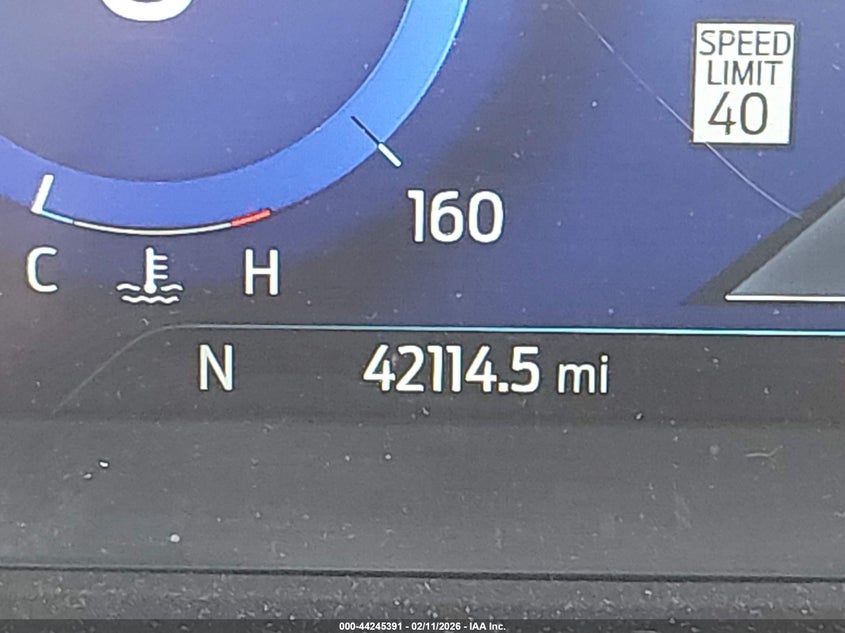 SPEED
LIMIT
40
160
C H
N 42114.5 mi
000-44245391 - 02/11/2026 - IAA Inc.